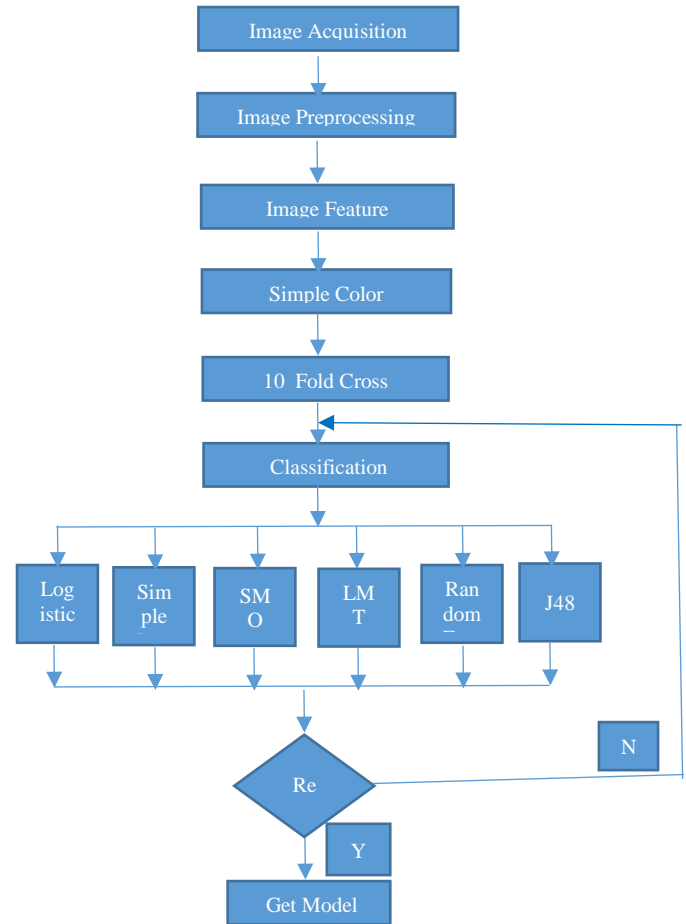 Image Acquisition
Image Preprocessing
Image Feature
Simple Color
10 Fold Cross
Classification
Log
istic
Sim
ple
SM
O
LM
T
Ran
dom
J48
N
Re
Y
Get Model